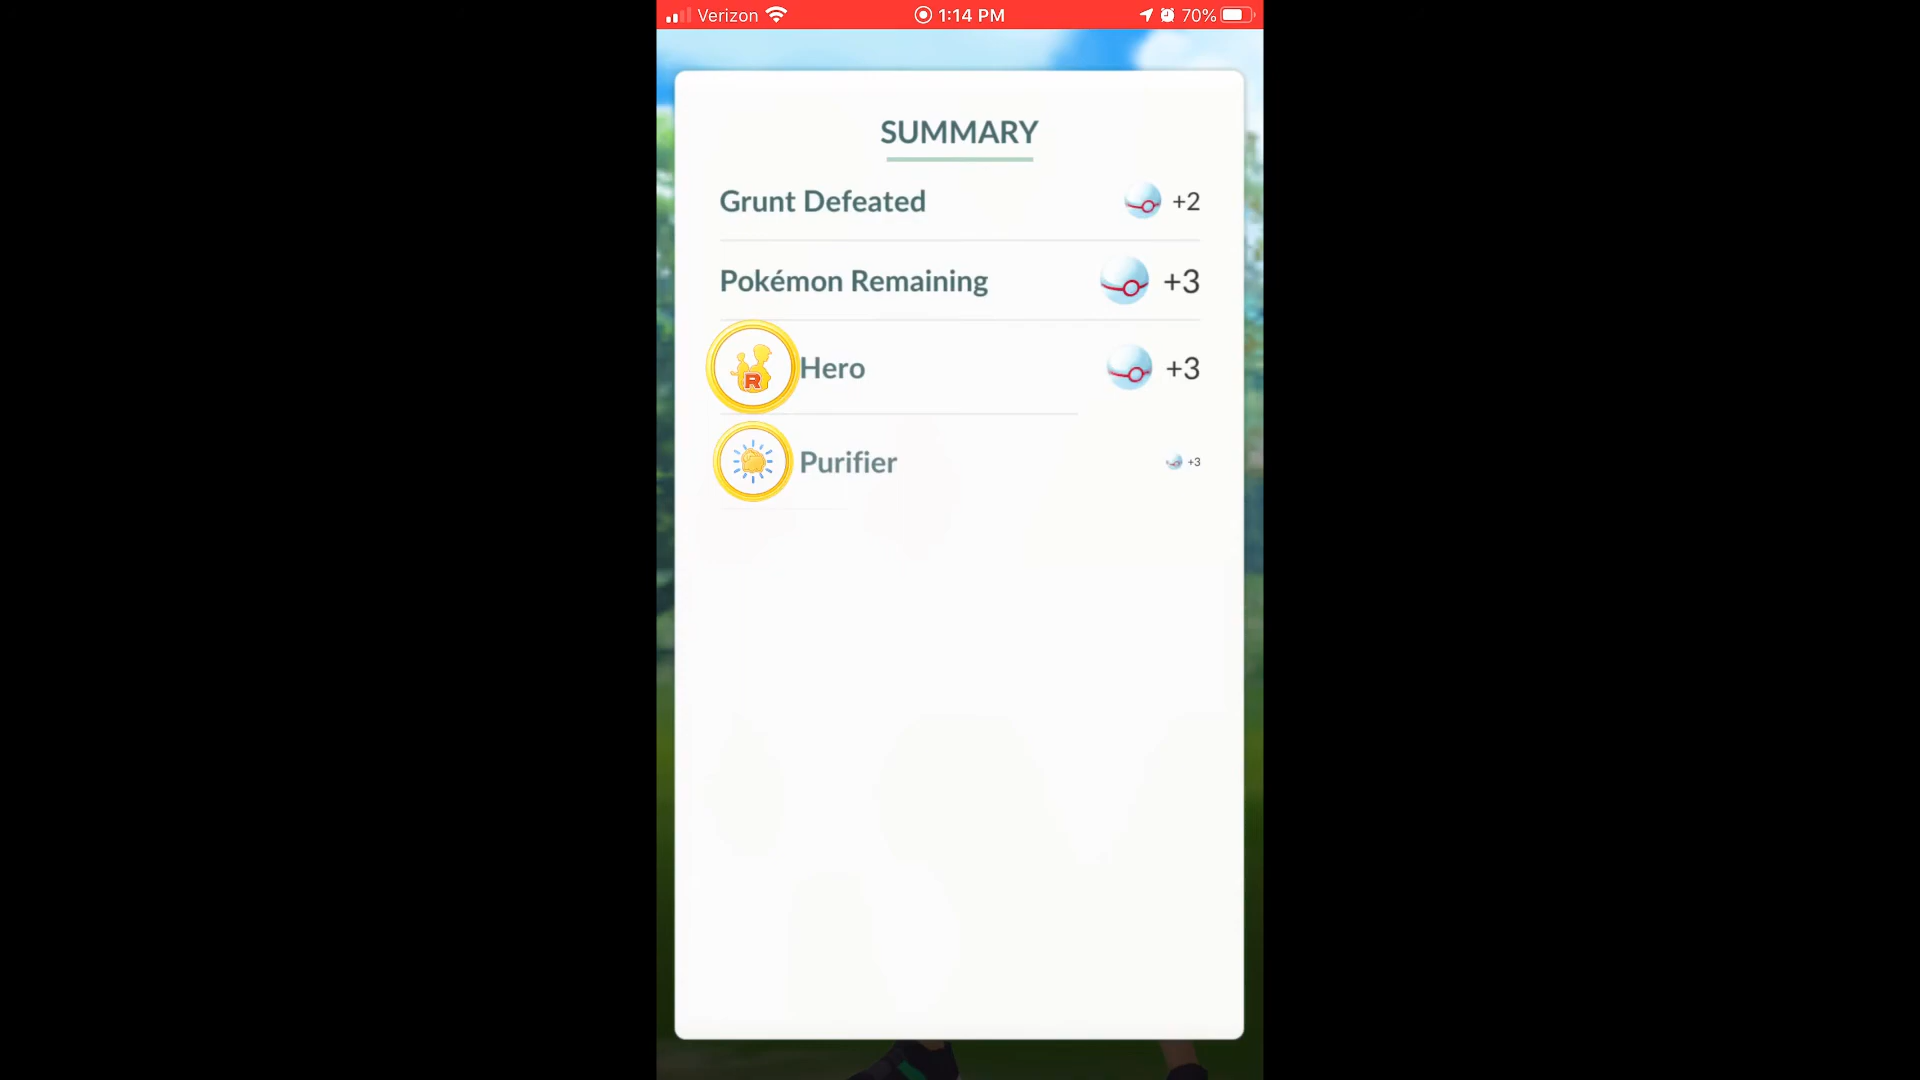 Verizon 1:14 PM 70%
SUMMARY
Grunt Defeated +2
Pokémon Remaining +3
R Hero +3
Purifier +3